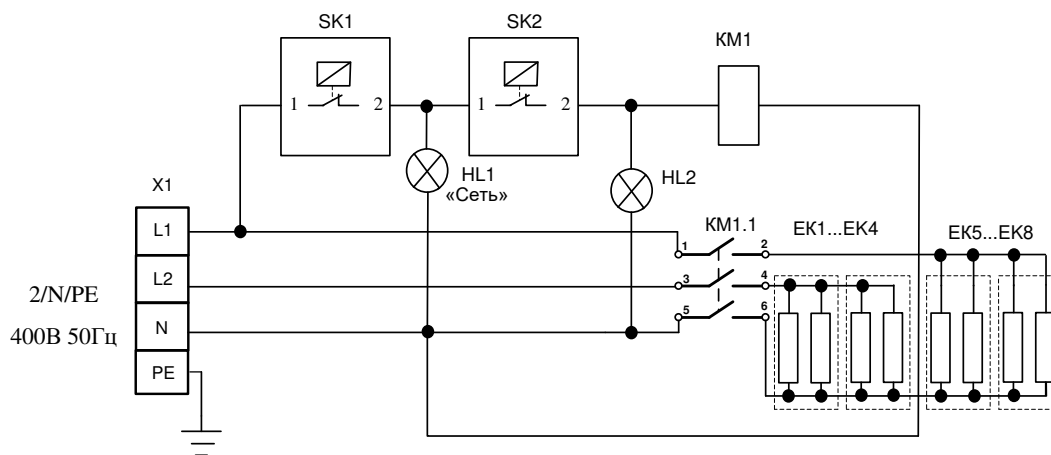 SK1
SK2
KM1
1
2
1
2
HL1
«Сеть»
HL2
X1
L1
L2
N
PE
2/N/PE
400В 50Гц
KM1.1
1
2
3
4
5
6
EK1...EK4
EK5...EK8